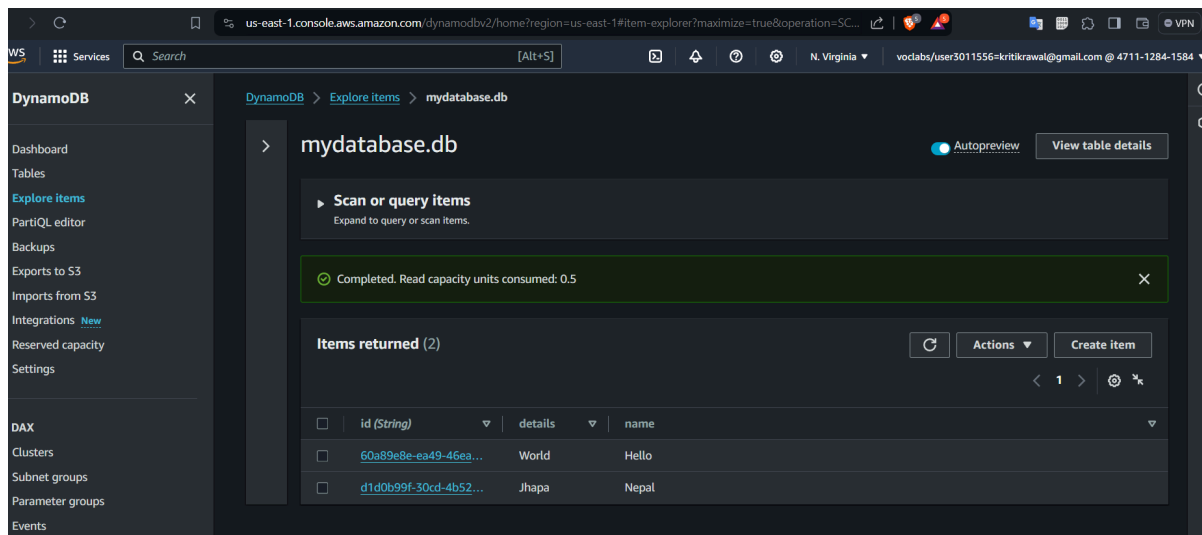 us-east-1.console.aws.amazon.com/dynamodbv2/home?region=us-east-1#item-explorer?maximize=true&operation=SC...
VPN
Services
Search
[Alt+S]
N. Virginia
voclabs/user3011556=kritikrawal@gmail.com @ 4711-1284-1584
DynamoDB
Dashboard
Tables
Explore items
PartiQL editor
Backups
Exports to S3
Imports from S3
Integrations New
Reserved capacity
Settings
DAX
Clusters
Subnet groups
Parameter groups
Events
DynamoDB > Explore items > mydatabase.db
mydatabase.db
Autopreview
View table details
Scan or query items
Expand to query or scan items.
Completed. Read capacity units consumed: 0.5
Items returned (2)
Actions
Create item
1
id (String) details name
60a89e8e-ea49-46ea... World Hello
d1d0b99f-30cd-4b52... Jhapa Nepal